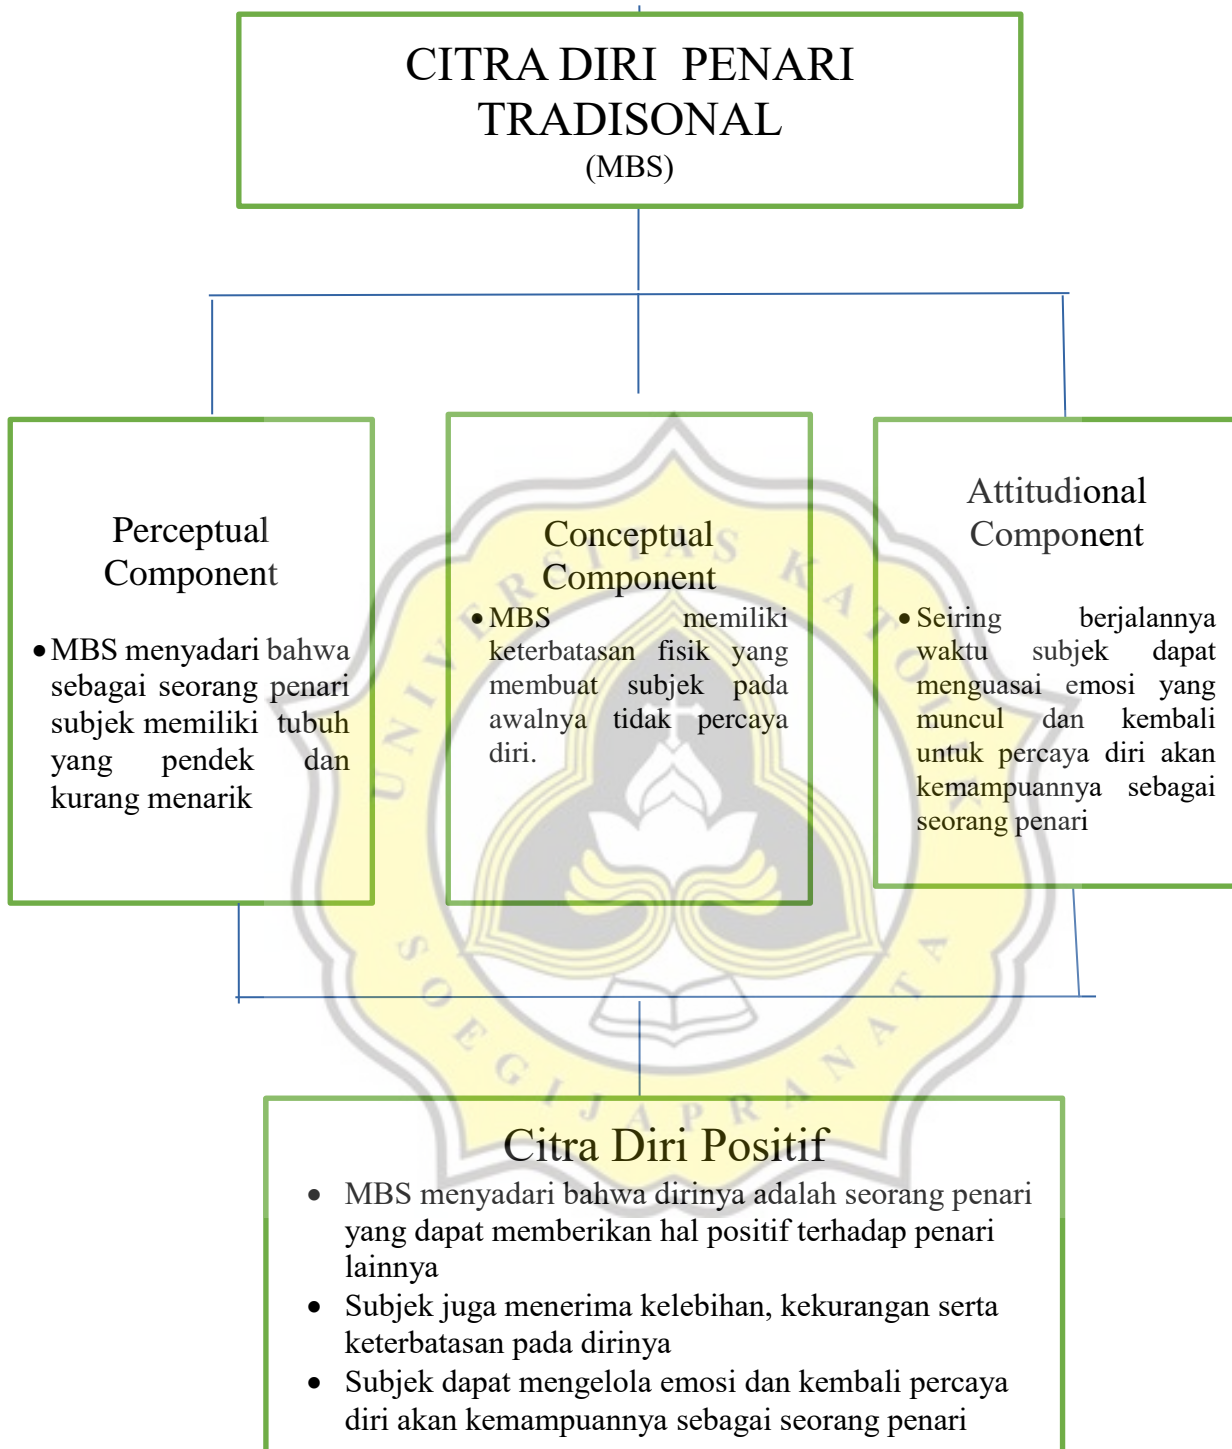 CITRA DIRI PENARI
TRADISONAL
(MBS)
Perceptual
Component
• MBS menyadari bahwa
sebagai seorang penari
subjek memiliki tubuh
yang pendek dan
kurang menarik
Conceptual
Component
• MBS memiliki
keterbatasan fisik yang
membuat subjek pada
awalnya tidak percaya
diri.
Attitudional
Component
• Seiring berjalannya
waktu subjek dapat
menguasai emosi yang
muncul dan kembali
untuk percaya diri akan
kemampuannya sebagai
seorang penari
UNIVERSITAS KATOLIK
SOEGIJAPRANATA
Citra Diri Positif
• MBS menyadari bahwa dirinya adalah seorang penari
yang dapat memberikan hal positif terhadap penari
lainnya
• Subjek juga menerima kelebihan, kekurangan serta
keterbatasan pada dirinya
• Subjek dapat mengelola emosi dan kembali percaya
diri akan kemampuannya sebagai seorang penari